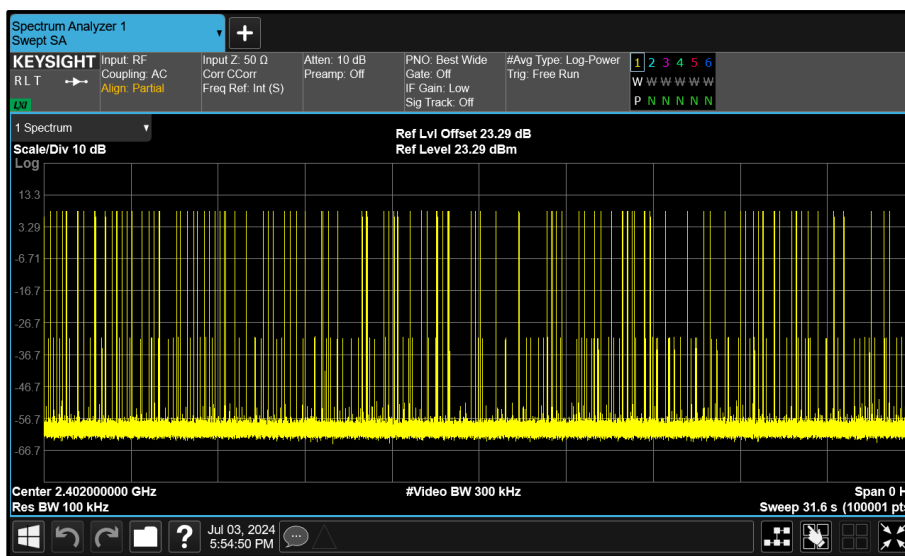 Spectrum Analyzer 1
Swept SA
+
KEYSIGHT
R L T
LXI
Input: RF
Coupling: AC
Align: Partial
Input Z: 50 Ω
Corr CCorr
Freq Ref: Int (S)
Atten: 10 dB
Preamp: Off
PNO: Best Wide
Gate: Off
IF Gain: Low
Sig Track: Off
#Avg Type: Log-Power
Trig: Free Run
1 2 3 4 5 6
W W W W W W
P N N N N N
1 Spectrum
Scale/Div 10 dB
Ref Lvl Offset 23.29 dB
Ref Level 23.29 dBm
Log
13.3
3.29
-6.71
-16.7
-26.7
-36.7
-46.7
-56.7
-66.7
Center 2.402000000 GHz
#Video BW 300 kHz
Span 0 H
Res BW 100 kHz
Sweep 31.6 s (100001 pts
?
Jul 03, 2024
5:54:50 PM